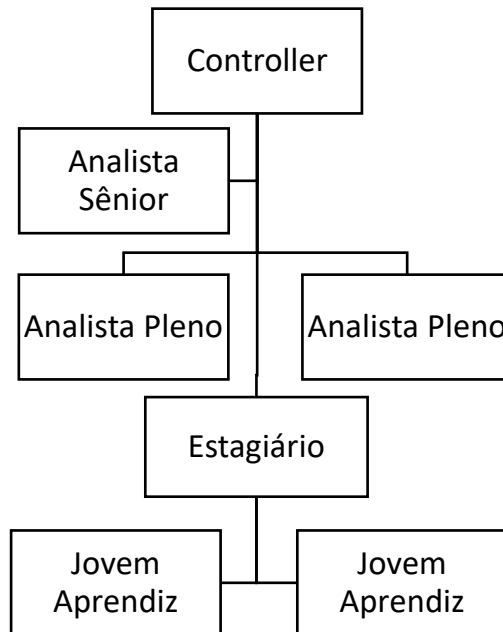 Controller
Analista
Sênior
Analista Pleno
Analista Pleno
Estagiário
Jovem
Aprendiz
Jovem
Aprendiz